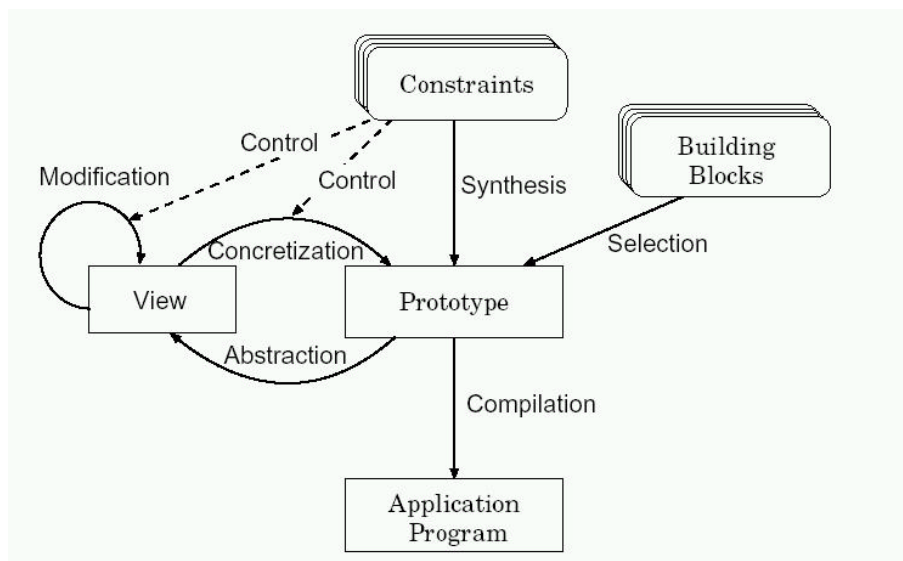 Constraints
Building
Blocks
Control
Modification
Control
Synthesis
Selection
Concretization
View
Prototype
Abstraction
Compilation
Application
Program